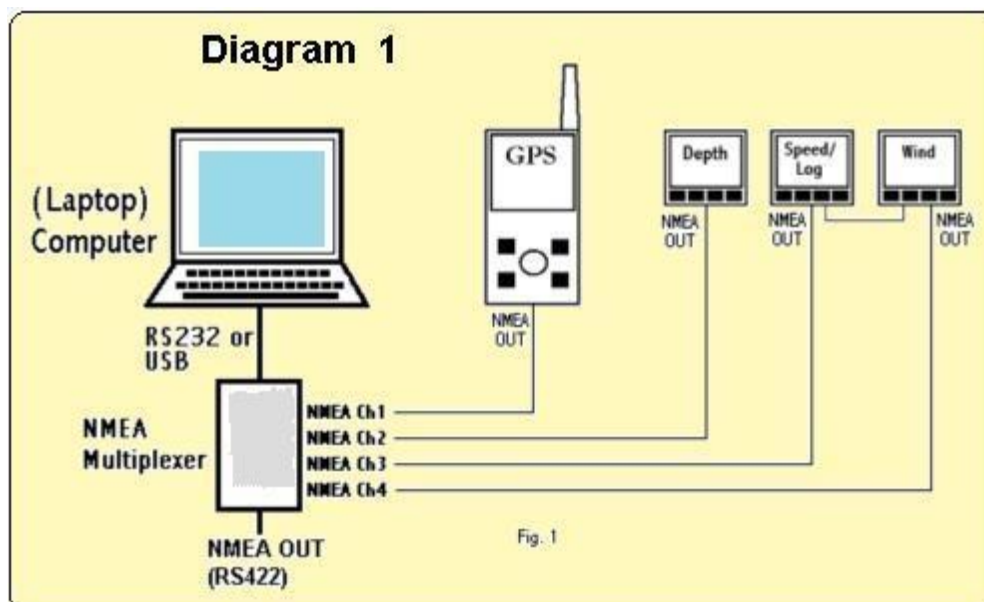 Diagram 1
(Laptop)
Computer
GPS
Depth
Speed/
Log
Wind
NMEA
OUT
NMEA
OUT
NMEA
OUT
NMEA
OUT
RS232 or
USB
NMEA
Multiplexer
NMEA Ch1
NMEA Ch2
NMEA Ch3
NMEA Ch4
NMEA OUT
(RS422)
Fig. 1